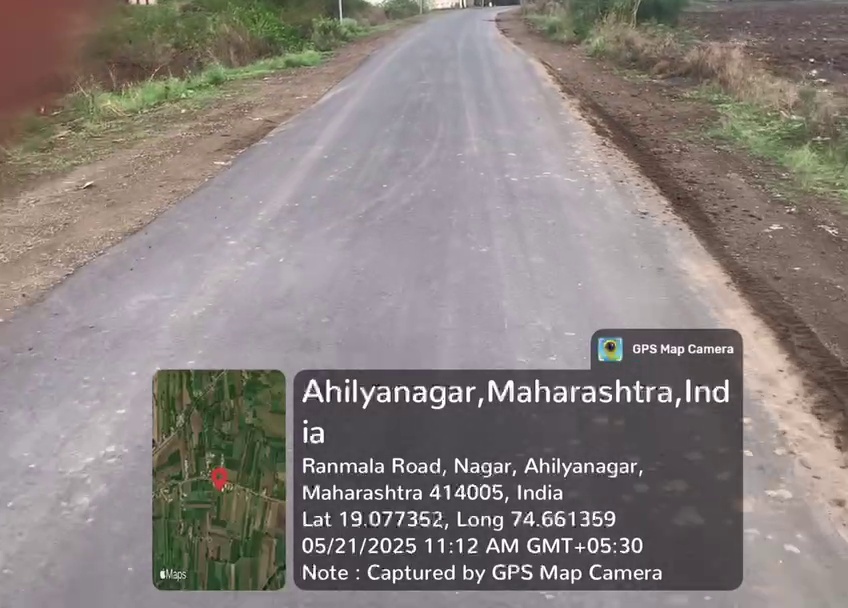 GPS Map Camera
Ahilyanagar,Maharashtra,Ind
ia
Ranmala Road, Nagar, Ahilyanagar,
Maharashtra 414005, India
Lat 19.077352, Long 74.661359
05/21/2025 11:12 AM GMT+05:30
Note : Captured by GPS Map Camera
Maps